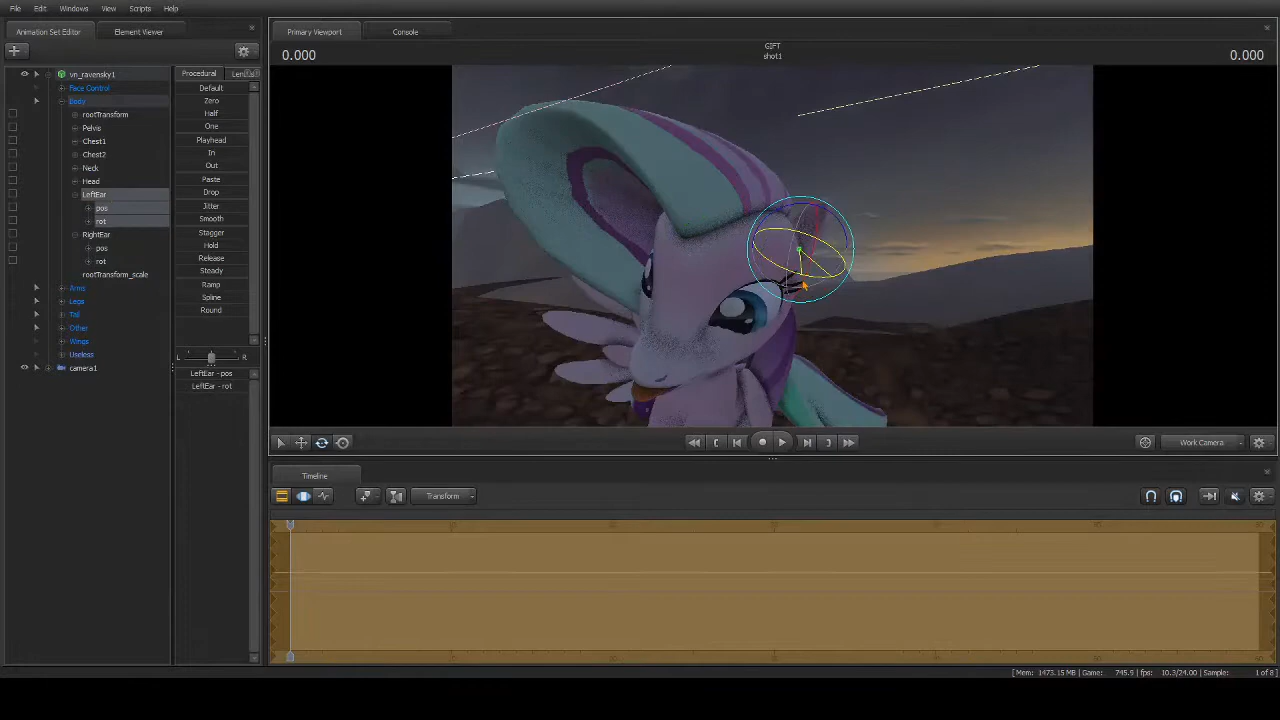 File Edit Windows View Scripts Help
Animation Set Editor Element Viewer
Primary Viewport Console
0.000 GIFT 0.000
shot1
vn_ravensky1
Face Control
Body
rootTransform
Pelvis
Chest1
Chest2
Neck
Head
LeftEar
pos
rot
RightEar
pos
rot
rootTransform_scale
Arms
Legs
Tail
Other
Wings
Useless
camera1
Procedural
Default
Zero
Half
One
Playhead
In
Out
Paste
Drop
Jitter
Smooth
Stagger
Hold
Release
Steady
Ramp
Spline
Round
L R
LeftEar - pos
LeftEar - rot
Work Camera
Timeline
Transform
[ Mem: 1473.15 MB | Game: 745.9 | fps: 10.3/24.00 | Sample: 1 of 8 ]